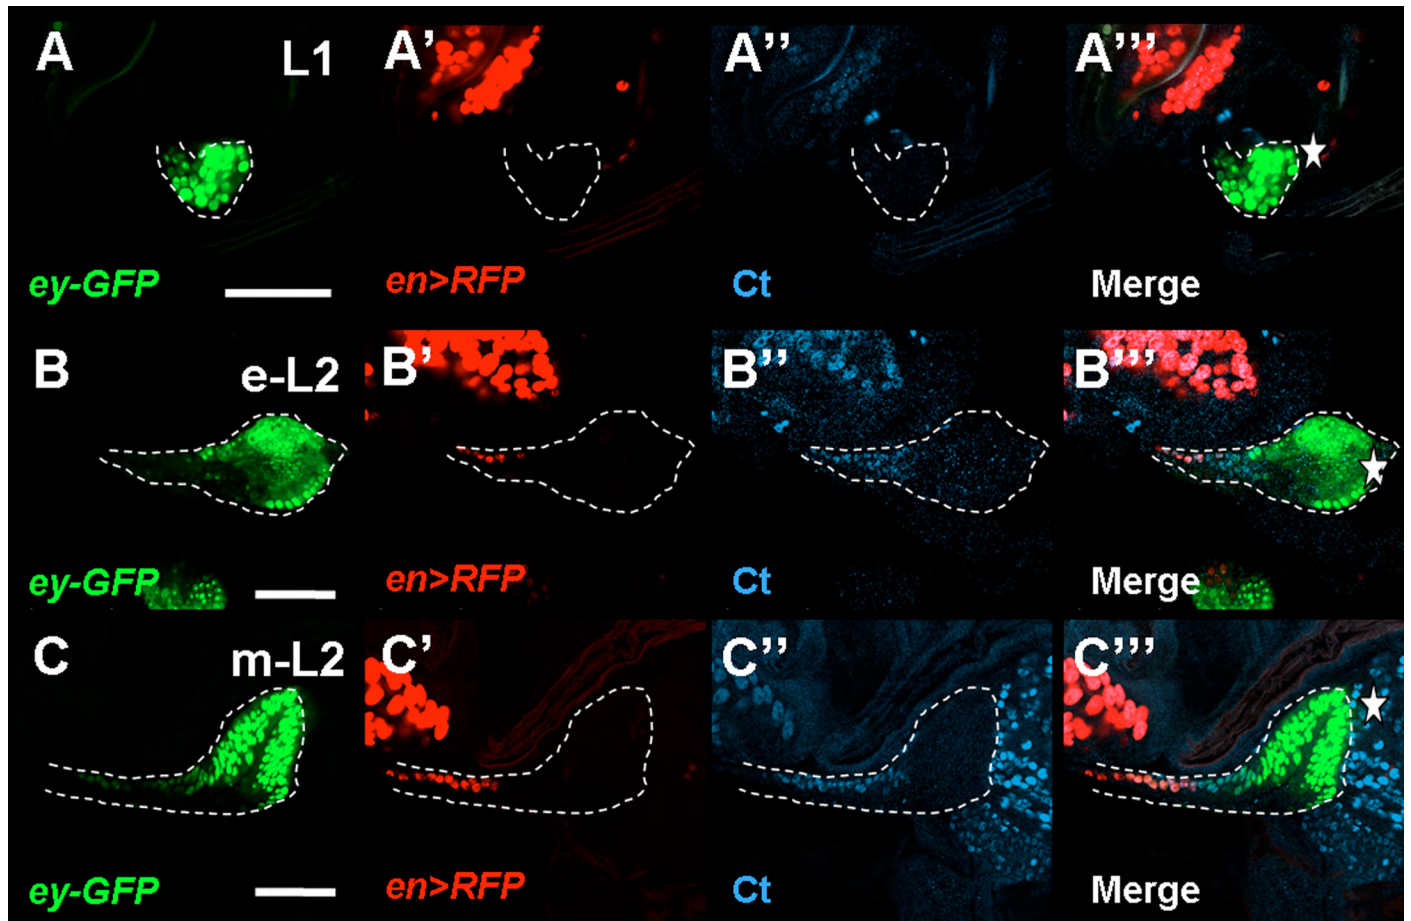 A L1 A’ A’’ A’’’
ey-GFP en>RFP Ct Merge
B e-L2 B’ B’’ B’’’
ey-GFP en>RFP Ct Merge
C m-L2 C’ C’’ C’’’
ey-GFP en>RFP Ct Merge